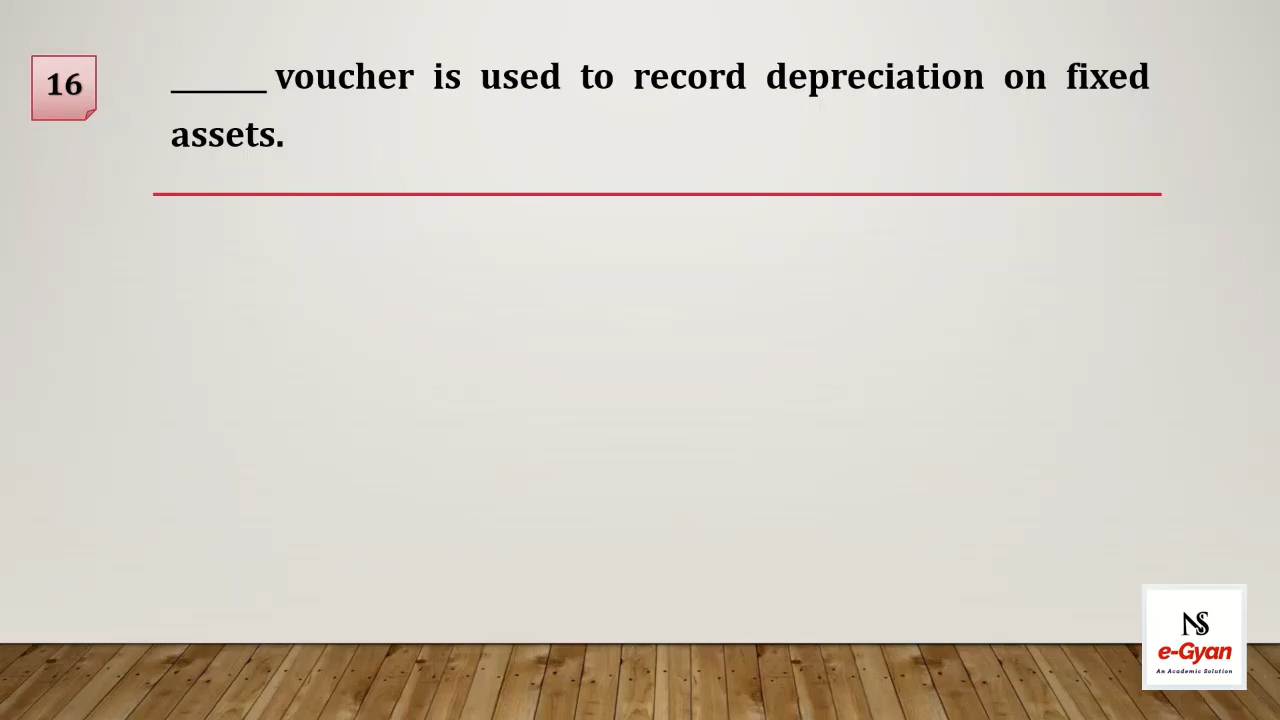 16
______ voucher is used to record depreciation on fixed
assets.
NS
e-Gyan
An Academic Solution